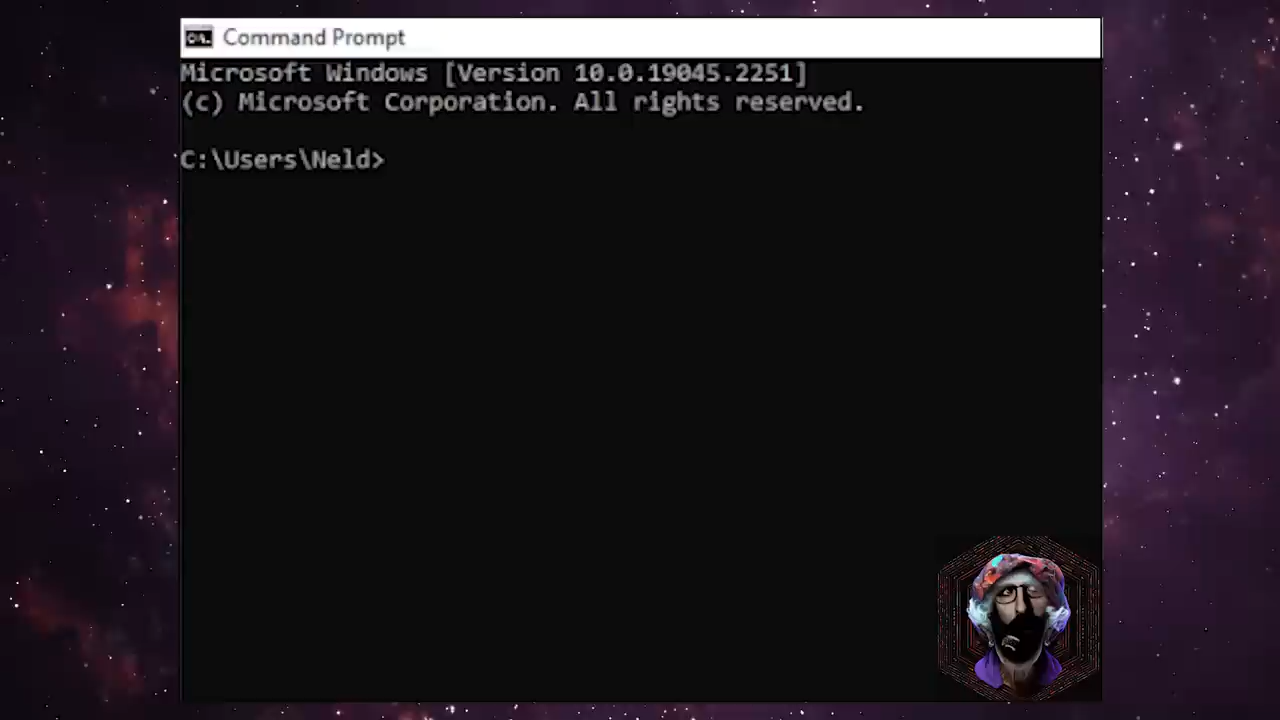 Command Prompt
Microsoft Windows [Version 10.0.19045.2251]
(c) Microsoft Corporation. All rights reserved.
C:\Users\Neld>